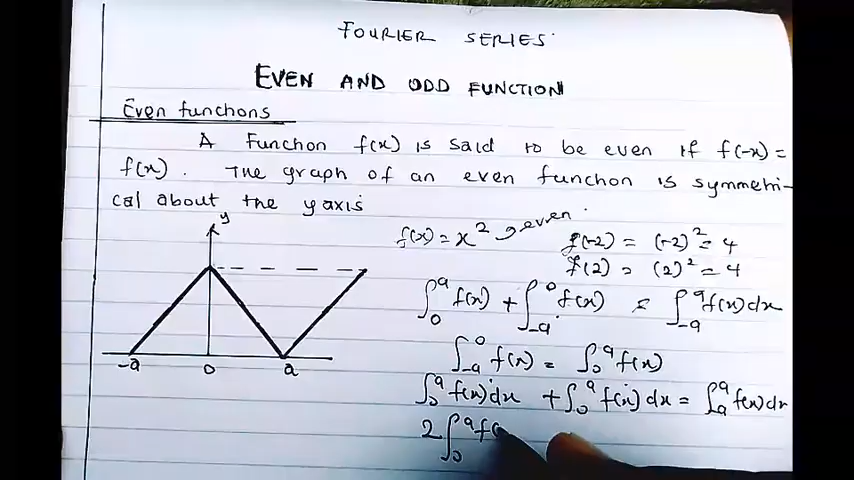 FOURIER SERIES
EVEN AND ODD FUNCTION
Even functions
A Function f(x) is said to be even if f(-x) =
f(x). The graph of an even function is symmetri-
cal about the y axis
y
f(x) = x² → even
f(-2) = (-2)² = 4
f(2) = (2)² = 4
∫₀ᵃ f(x) + ∫₋ₐ⁰ f(x) = ∫₋ₐᵃ f(x) dx
∫₋ₐ⁰ f(x) = ∫₀ᵃ f(x)
∫₀ᵃ f(x) dx + ∫₀ᵃ f(x) dx = ∫₋ₐᵃ f(x) dx
2 ∫₀ᵃ f(
-a 0 a